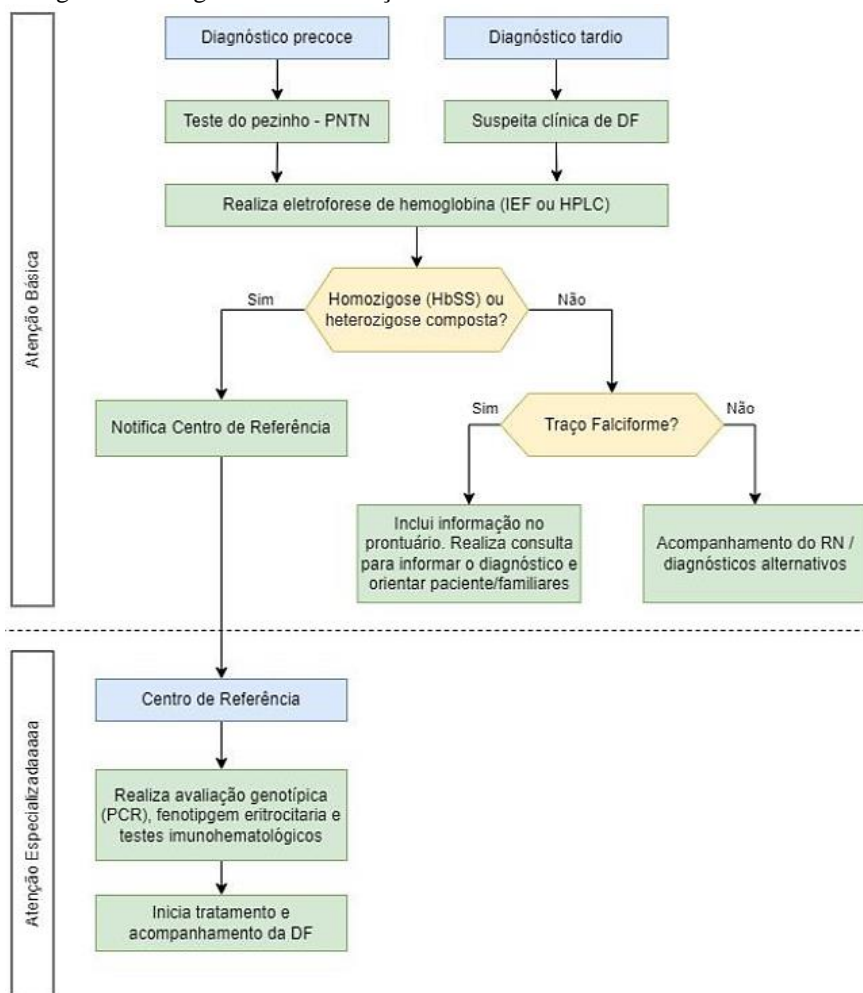 Diagnóstico precoce
Diagnóstico tardio
Teste do pezinho - PNTN
Suspeita clínica de DF
Realiza eletroforese de hemoglobina (IEF ou HPLC)
Homozigose (HbSS) ou
heterozigose composta?
Sim
Não
Notifica Centro de Referência
Traço Falciforme?
Sim
Não
Inclui informação no
prontuário. Realiza consulta
para informar o diagnóstico e
orientar paciente/familiares
Acompanhamento do RN /
diagnósticos alternativos
Atenção Básica
Centro de Referência
Realiza avaliação genotípica
(PCR), fenotipgem eritrocitaria e
testes imunohematológicos
Inicia tratamento e
acompanhamento da DF
Atenção Especializadaaaaaa